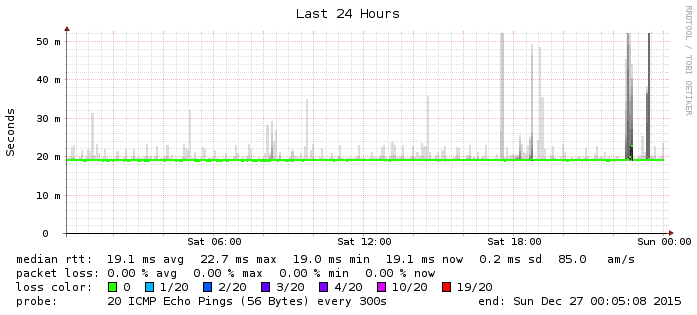 Last 24 Hours
RRDTOOL / TOBI OETIKER
Seconds
50 m
40 m
30 m
20 m
10 m
0
Sat 06:00 Sat 12:00 Sat 18:00 Sun 00:00
median rtt: 19.1 ms avg 22.7 ms max 19.0 ms min 19.1 ms now 0.2 ms sd 85.0 am/s
packet loss: 0.00 % avg 0.00 % max 0.00 % min 0.00 % now
loss color: 0 1/20 2/20 3/20 4/20 10/20 19/20
probe: 20 ICMP Echo Pings (56 Bytes) every 300s end: Sun Dec 27 00:05:08 2015